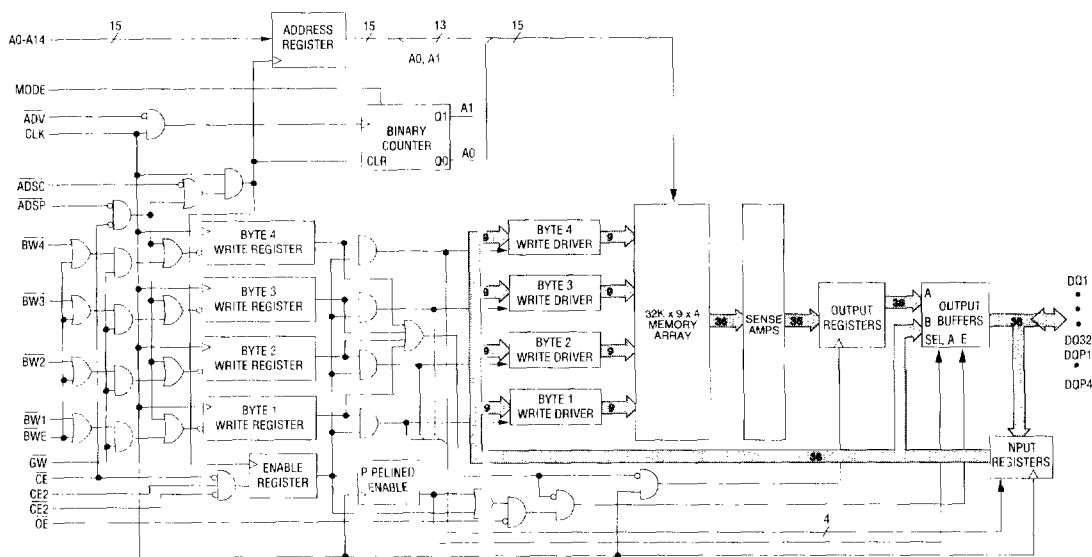 A0-A14
15
ADDRESS
REGISTER
15
13
15
A0, A1
MODE
ADV
CLK
BINARY
COUNTER
CLR
Q1
Q0
A1
A0
ADSC
ADSP
BW4
BYTE 4
WRITE REGISTER
BW3
BYTE 3
WRITE REGISTER
BW2
BYTE 2
WRITE REGISTER
BW1
BWE
BYTE 1
WRITE REGISTER
GW
CE
CE2
CE2
OE
ENABLE
REGISTER
P PELINED
ENABLE
9
BYTE 4
WRITE DRIVER
9
9
BYTE 3
WRITE DRIVER
9
9
BYTE 2
WRITE DRIVER
9
9
BYTE 1
WRITE DRIVER
9
32K x 9 x 4
MEMORY
ARRAY
36
SENSE
AMPS
36
OUTPUT
REGISTERS
36
A
B
OUTPUT
BUFFERS
SEL A E
36
DQ1
DQ32
DQP1
DQP4
36
NPUT
REGISTERS
4